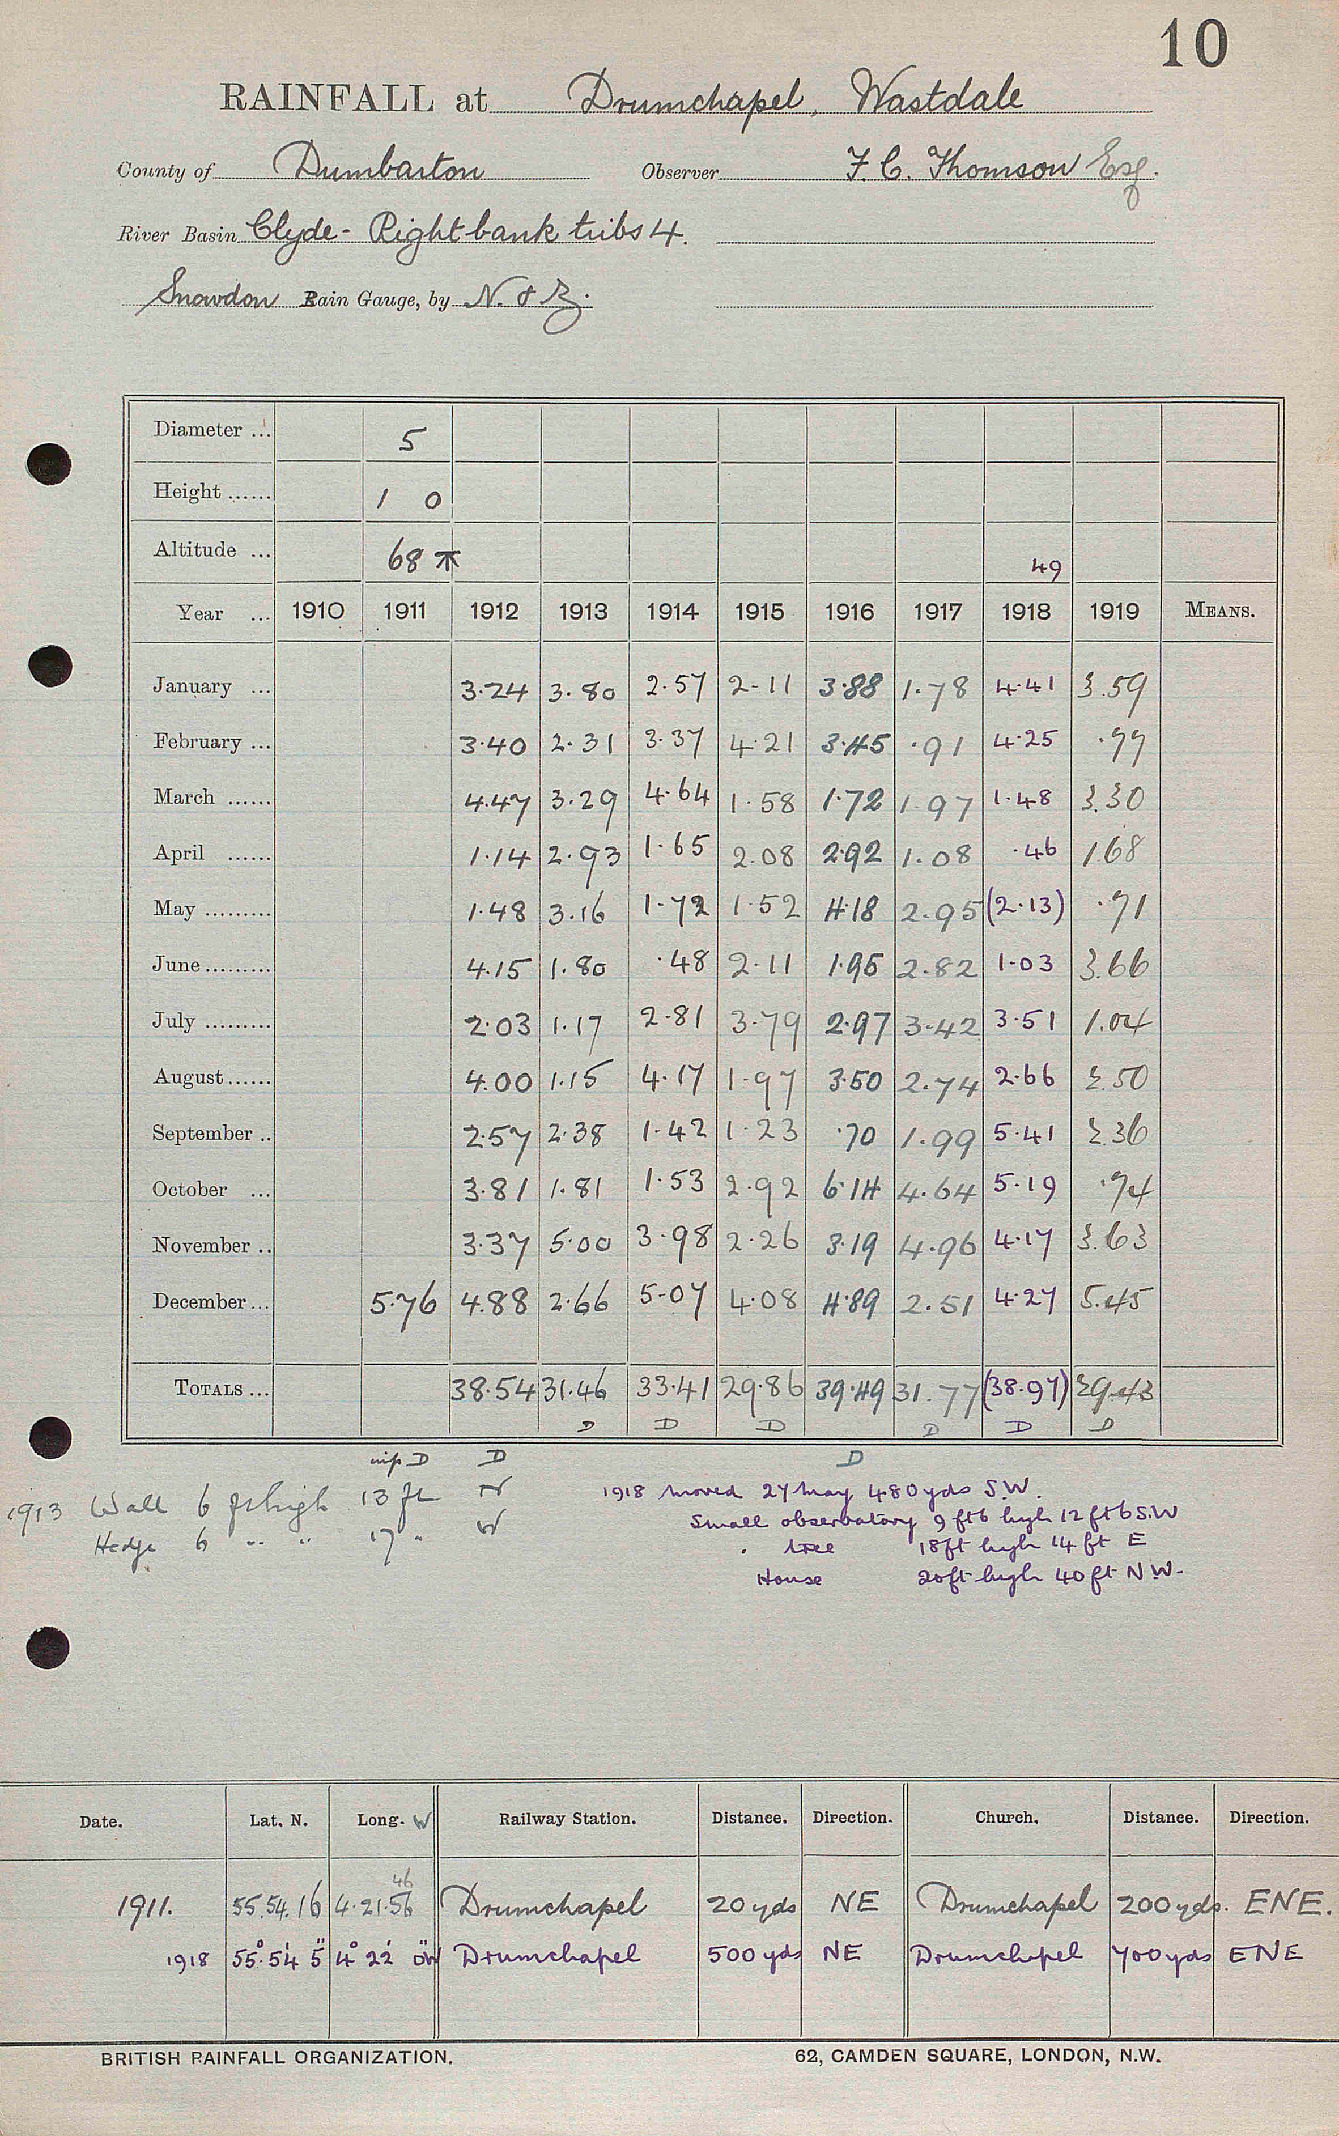 10
RAINFALL at Drumchapel, Wastdale
County of Dumbarton Observer F. C. Thomson Esq.
River Basin Clyde - Right bank tribs 4.
Snowdon Rain Gauge, by N. & Z.
Diameter ... 5
Height ...... 1 0
Altitude ... 68 ⚹ 49
Year ... 1910 1911 1912 1913 1914 1915 1916 1917 1918 1919 MEANS.
January ... 3.24 3.80 2.57 2.11 3.88 1.78 4.41 3.59
February ... 3.40 2.31 3.37 4.21 3.45 .91 4.25 .77
March ...... 4.47 3.29 4.64 1.58 1.72 1.97 1.48 3.30
April ...... 1.14 2.93 1.65 2.08 2.92 1.08 .46 1.68
May ......... 1.48 3.16 1.72 1.52 4.18 2.95 (2.13) .71
June ......... 4.15 1.80 .48 2.11 1.95 2.82 1.03 3.66
July ......... 2.03 1.17 2.81 3.79 2.97 3.42 3.51 1.04
August ...... 4.00 1.15 4.17 1.97 3.50 2.74 2.66 2.50
September .. 2.57 2.38 1.42 1.23 .70 1.99 5.41 2.36
October ... 3.81 1.81 1.53 2.92 6.14 4.64 5.19 .74
November .. 3.37 5.00 3.98 2.26 3.19 4.96 4.17 3.63
December ... 5.76 4.88 2.66 5.07 4.08 4.89 2.51 4.27 5.45
TOTALS ... 38.54 31.46 33.41 29.86 39.49 31.77 (38.97) 29.43
D D D D D D
inp D D D
1913 Wall 6 ft high 13 ft N
Hedge 6 " " 17 " W
1918 moved 27 May 480 yds S.W.
Small observatory 9 ft 6 high 12 ft 6 S.W
" tree 18 ft high 14 ft E
House 20 ft high 40 ft N.W.
Date. Lat. N. Long. W Railway Station. Distance. Direction. Church. Distance. Direction.
46
1911. 55.54.16 4.21.56 Drumchapel 20 yds NE Drumchapel 200 yds. ENE.
1918 55° 54' 5" 4° 22' 0" W Drumchapel 500 yds NE Drumchapel 700 yds ENE
BRITISH RAINFALL ORGANIZATION. 62, CAMDEN SQUARE, LONDON, N.W.